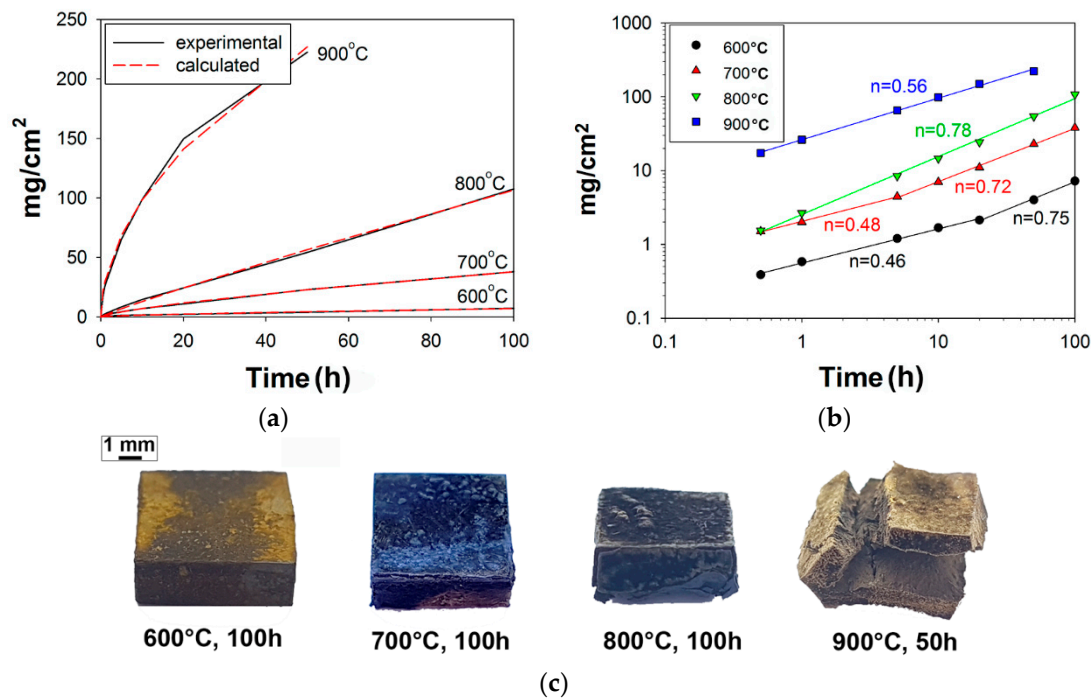 250
200
150
100
50
0
mg/cm²
experimental
calculated
900°C
800°C
700°C
600°C
0
20
40
60
80
100
Time (h)
(a)
1000
100
10
1
0.1
mg/cm²
600°C
700°C
800°C
900°C
n=0.56
n=0.78
n=0.72
n=0.48
n=0.75
n=0.46
0.1
1
10
100
Time (h)
(b)
1 mm
600°C, 100h
700°C, 100h
800°C, 100h
900°C, 50h
(c)